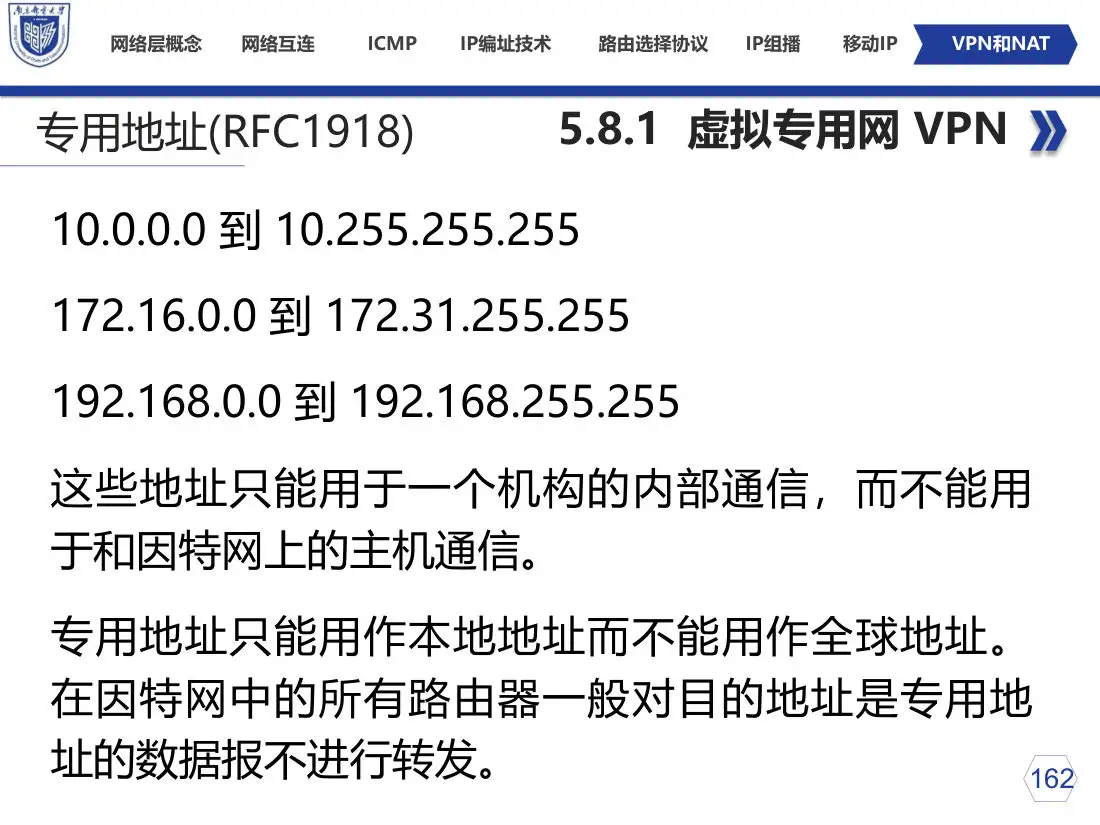 网络层概念 网络互连 ICMP IP编址技术 路由选择协议 IP组播 移动IP VPN和NAT
专用地址(RFC1918) 5.8.1 虚拟专用网 VPN
10.0.0.0 到 10.255.255.255
172.16.0.0 到 172.31.255.255
192.168.0.0 到 192.168.255.255
这些地址只能用于一个机构的内部通信，而不能用
于和因特网上的主机通信。
专用地址只能用作本地地址而不能用作全球地址。
在因特网中的所有路由器一般对目的地址是专用地
址的数据报不进行转发。
162